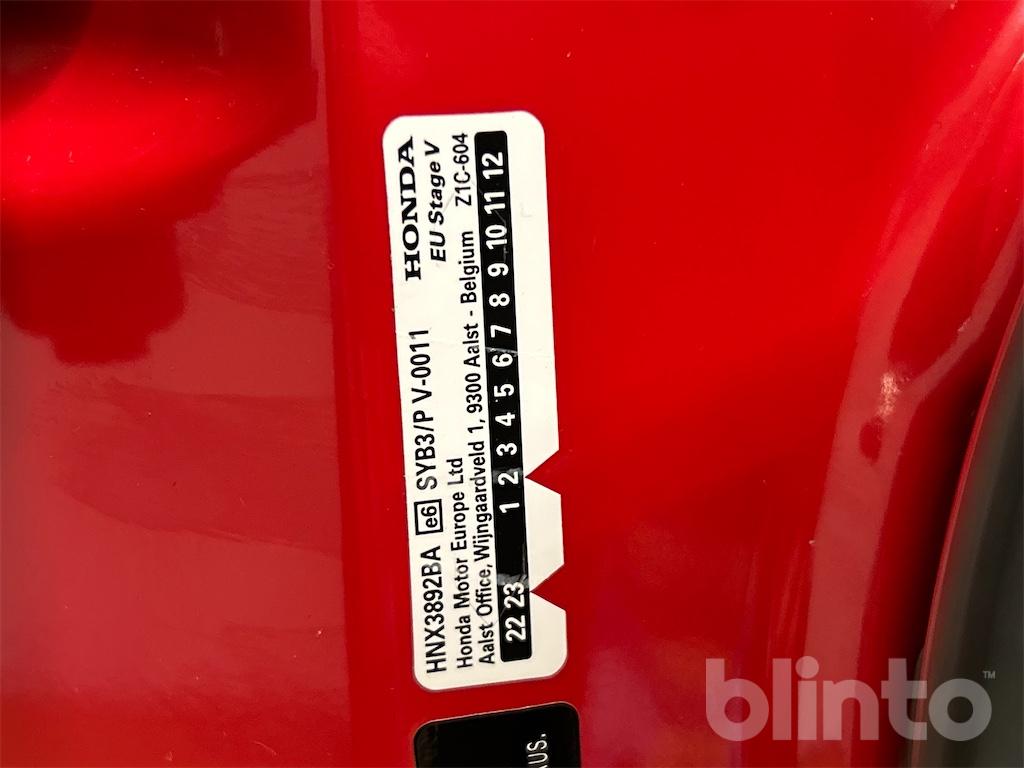 HNX3892BA e6 SYB3/P V-0011 HONDA
Honda Motor Europe Ltd EU Stage V
Aalst Office, Wijngaardveld 1, 9300 Aalst - Belgium Z1C-604
22 23 1 2 3 4 5 6 7 8 9 10 11 12
blinto™